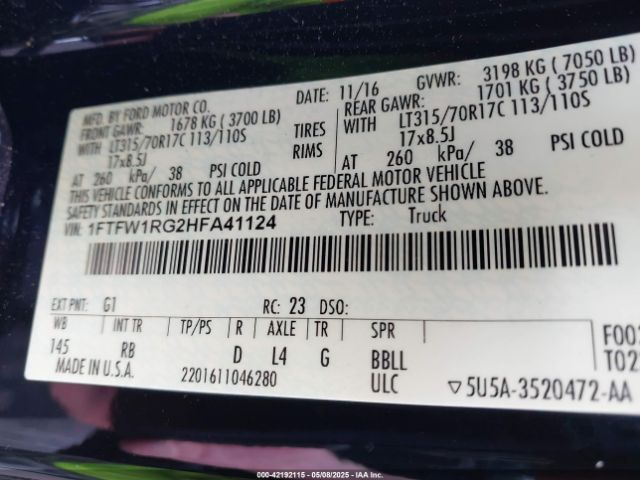 MFD. BY FORD MOTOR CO. DATE: 11/16 GVWR: 3198 KG ( 7050 LB)
FRONT GAWR: 1678 KG ( 3700 LB) REAR GAWR: 1701 KG ( 3750 LB)
WITH LT315/70R17C 113/110S TIRES WITH LT315/70R17C 113/110S
17x8.5J RIMS 17x8.5J
AT 260 kPa/ 38 PSI COLD AT 260 kPa/ 38 PSI COLD
THIS VEHICLE CONFORMS TO ALL APPLICABLE FEDERAL MOTOR VEHICLE
SAFETY STANDARDS IN EFFECT ON THE DATE OF MANUFACTURE SHOWN ABOVE.
VIN: 1FTFW1RG2HFA41124 TYPE: Truck
EXT PNT: G1 RC: 23 DSO:
WB INT TR TP/PS R AXLE TR SPR
145 RB D L4 G BBLL
MADE IN U.S.A. 2201611046280 ULC 5U5A-3520472-AA
000-42192115 - 05/08/2025 - IAAI.COM